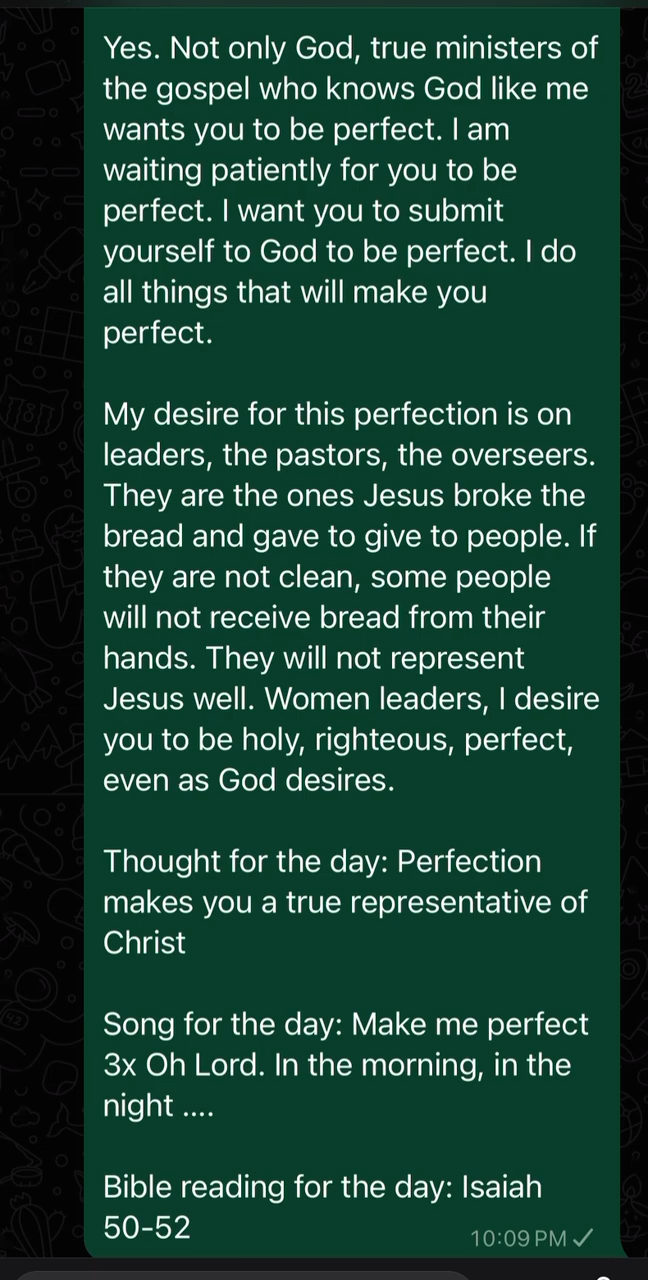 Yes. Not only God, true ministers of
the gospel who knows God like me
wants you to be perfect. I am
waiting patiently for you to be
perfect. I want you to submit
yourself to God to be perfect. I do
all things that will make you
perfect.
My desire for this perfection is on
leaders, the pastors, the overseers.
They are the ones Jesus broke the
bread and gave to give to people. If
they are not clean, some people
will not receive bread from their
hands. They will not represent
Jesus well. Women leaders, I desire
you to be holy, righteous, perfect,
even as God desires.
Thought for the day: Perfection
makes you a true representative of
Christ
Song for the day: Make me perfect
3x Oh Lord. In the morning, in the
night ....
Bible reading for the day: Isaiah
50-52
10:09 PM